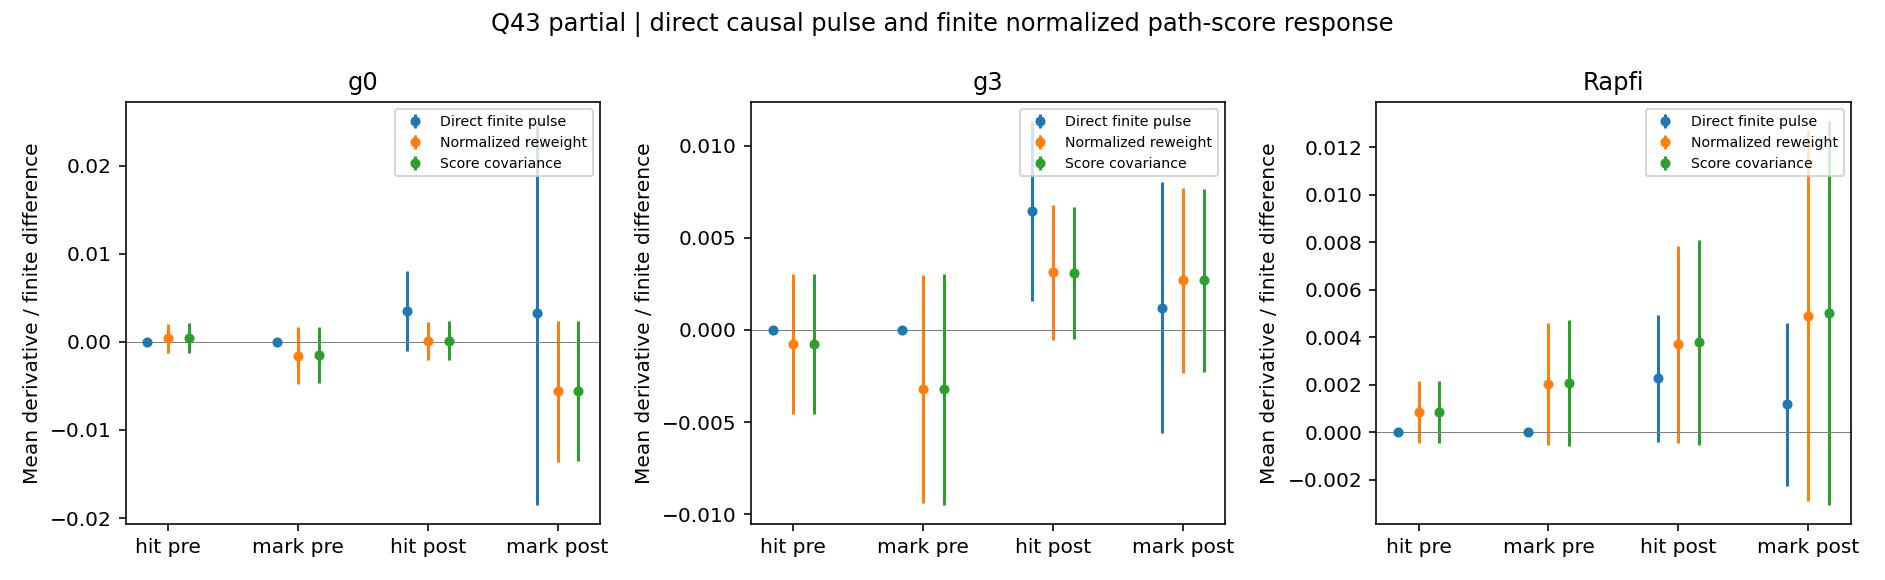 Q43 partial | direct causal pulse and finite normalized path-score response
g0
Mean derivative / finite difference
0.02
0.01
0.00
−0.01
−0.02
Direct finite pulse
Normalized reweight
Score covariance
hit pre
mark pre
hit post
mark post
g3
Mean derivative / finite difference
0.010
0.005
0.000
−0.005
−0.010
Direct finite pulse
Normalized reweight
Score covariance
hit pre
mark pre
hit post
mark post
Rapfi
Mean derivative / finite difference
0.012
0.010
0.008
0.006
0.004
0.002
0.000
−0.002
Direct finite pulse
Normalized reweight
Score covariance
hit pre
mark pre
hit post
mark post